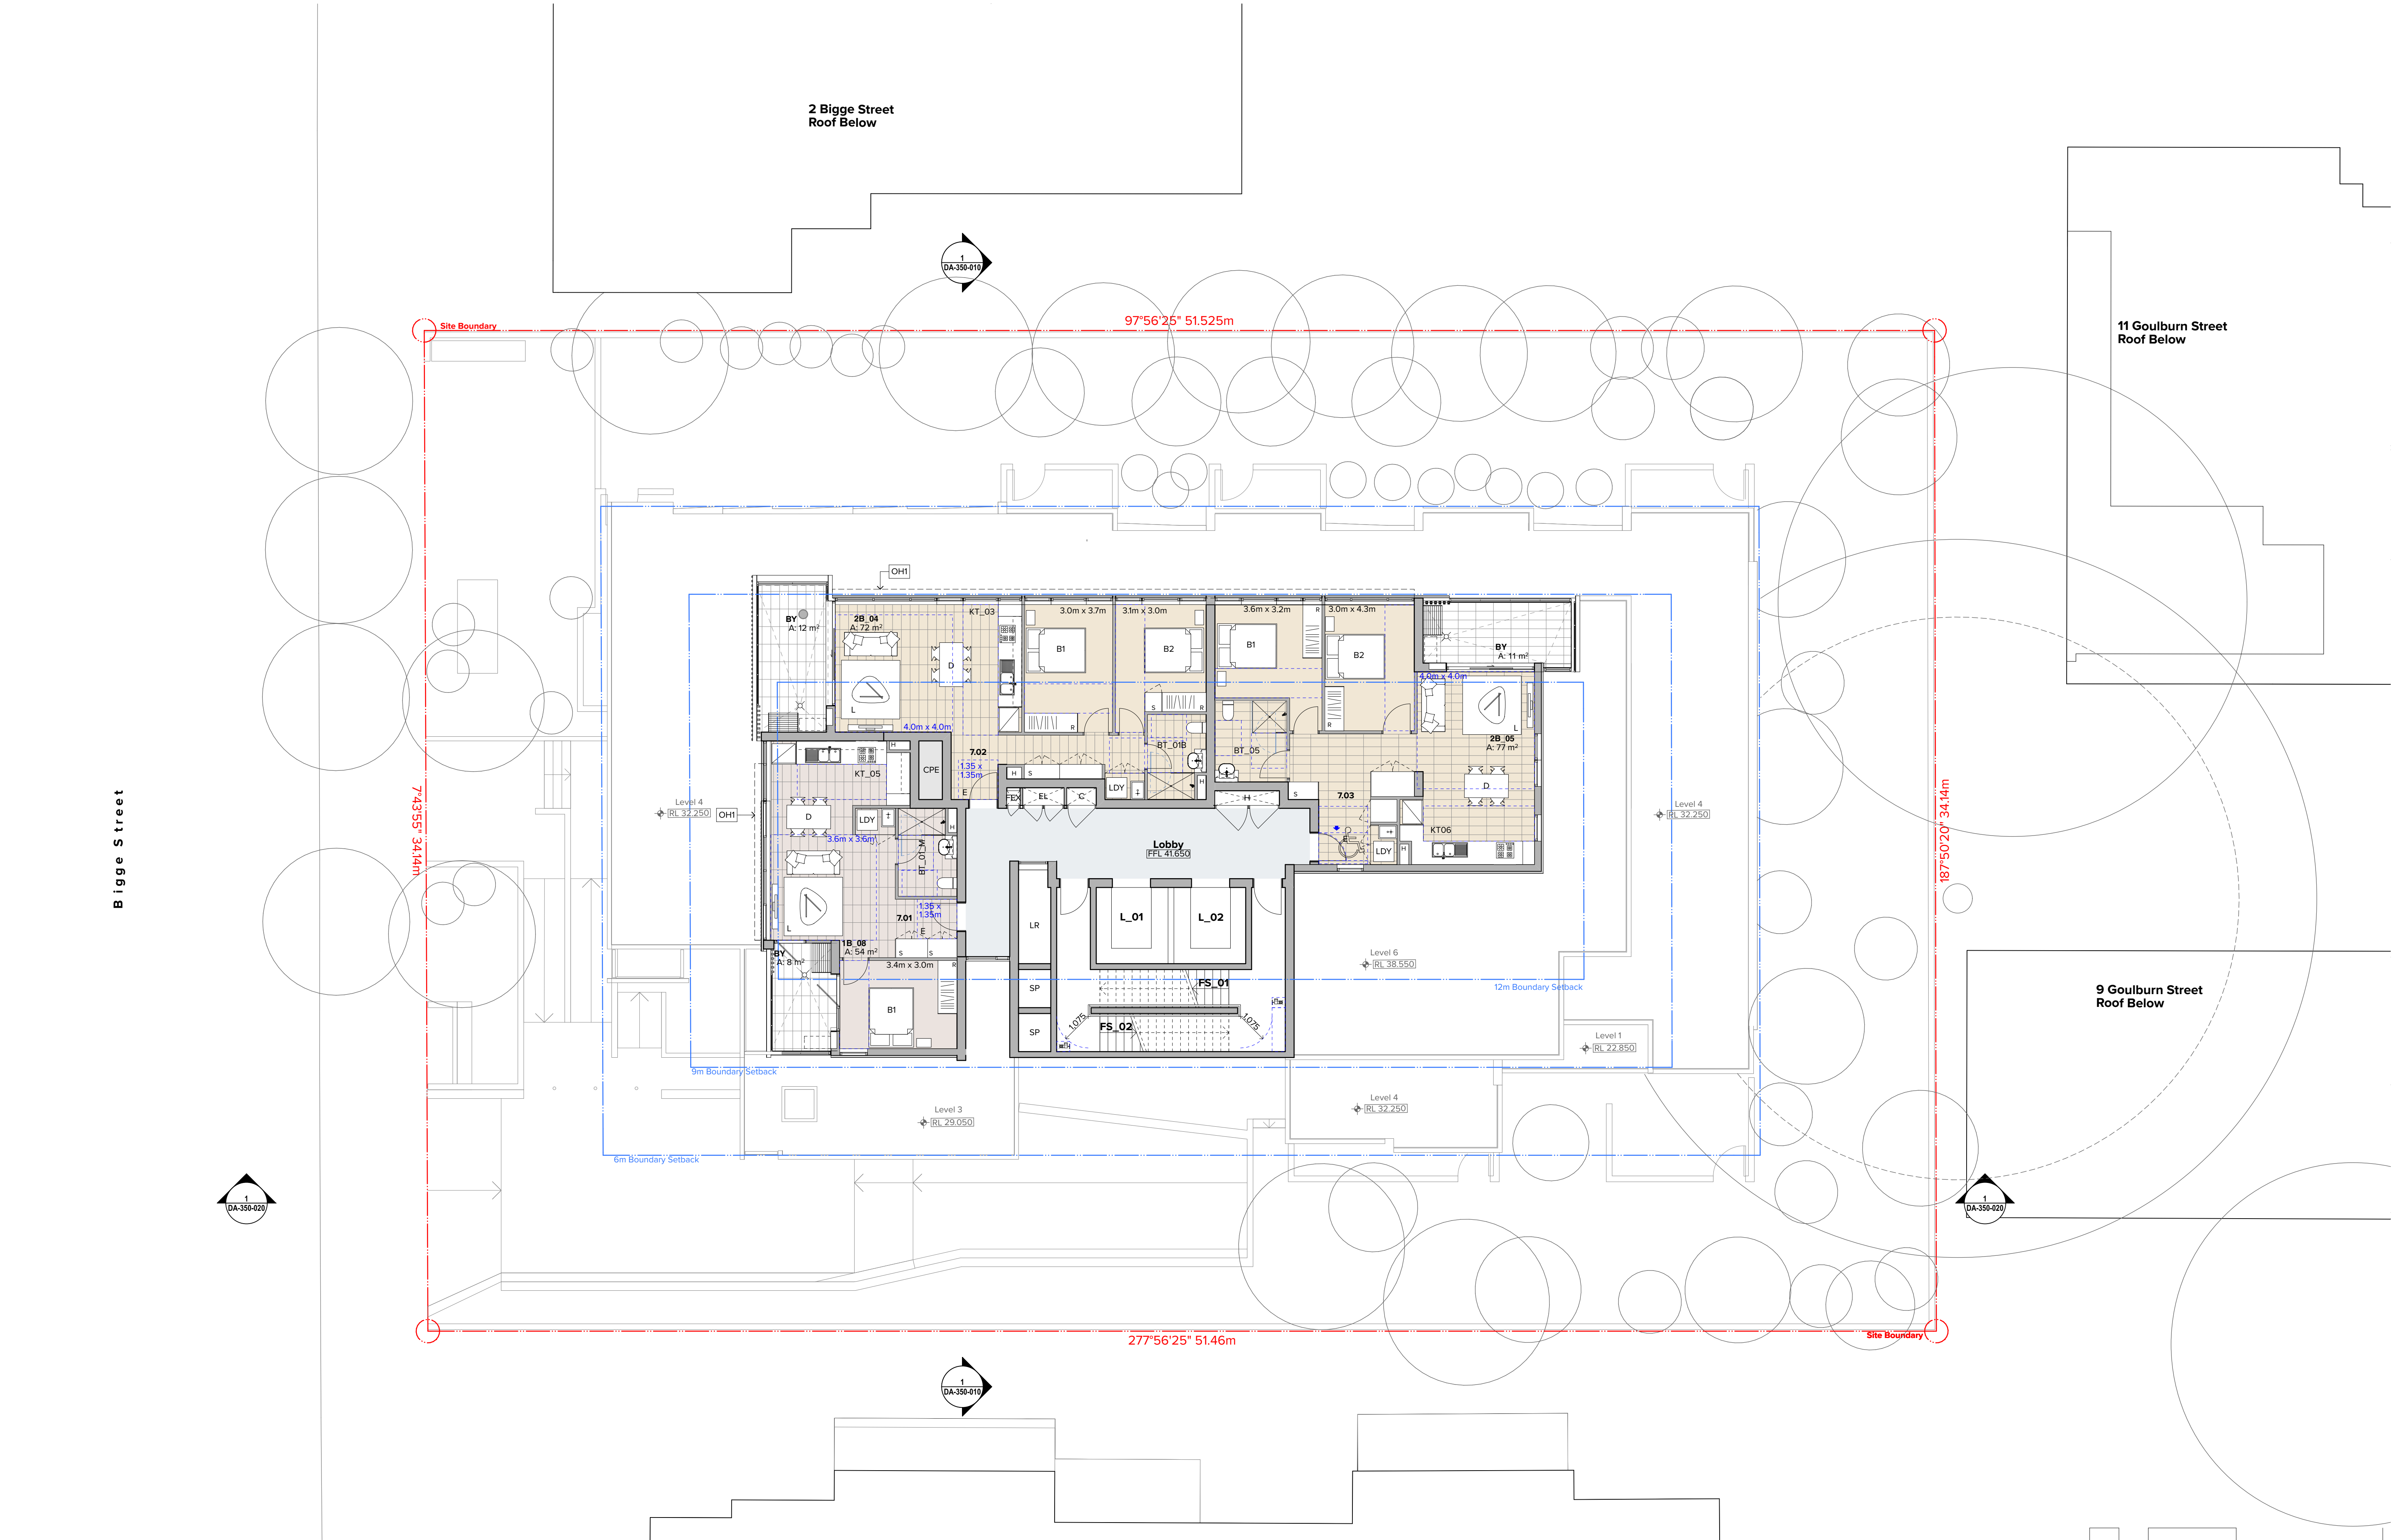 2 Bigge Street
Roof Below
1
DA-350-010
Site Boundary
97°56'25" 51.525m
11 Goulburn Street
Roof Below
OH1
BY
A: 12 m²
2B_04
A: 72 m²
KT_03
3.0m x 3.7m
3.1m x 3.0m
3.6m x 3.2m
R
3.0m x 4.3m
B1
B2
B1
B2
BY
A: 11 m²
D
4.0m x 4.0m
L
L
S
R
R
R
4.0m x 4.0m
2B_05
A: 77 m²
H
7.02
BT_01B
BT_05
KT_05
CPE
1.35 x
1.35m
H
S
H
D
E
LDY
S
7.03
FEX
EL
C
H
Level 4
RL 32.250
OH1
D
LDY
H
3.6m x 3.6m
BT_01_M
Lobby
FFL 41.650
E
KT06
LDY
H
Level 4
RL 32.250
7°43'55" 34.14m
187°50'20" 34.14m
Bigge Street
1.35 x
1.35m
7.01
E
L
L_01
L_02
LR
1B_08
A: 54 m²
S
S
BY
A: 8 m²
3.4m x 3.0m
R
Level 6
RL 38.550
SP
FS_01
12m Boundary Setback
9 Goulburn Street
Roof Below
B1
SP
1.075
FS_02
1.075
Level 1
RL 22.850
9m Boundary Setback
Level 3
RL 29.050
Level 4
RL 32.250
6m Boundary Setback
1
DA-350-020
1
DA-350-020
277°56'25" 51.46m
Site Boundary
1
DA-350-010